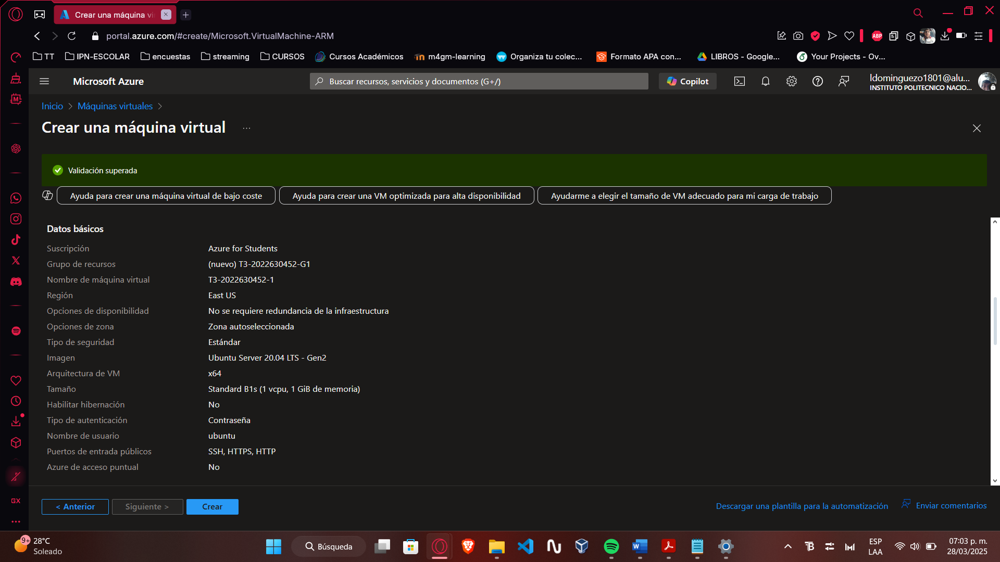 Crear una máquina vi
portal.azure.com/#create/Microsoft.VirtualMachine-ARM
ABP
TT
IPN-ESCOLAR
encuestas
streaming
CURSOS
Cursos Académicos
m4gm-learning
Organiza tu colec...
Formato APA con...
LIBROS - Google...
Your Projects - Ov...
Microsoft Azure
Buscar recursos, servicios y documentos (G+/)
Copilot
ldominguezo1801@alu...
INSTITUTO POLITECNICO NACIO...
Inicio > Máquinas virtuales >
Crear una máquina virtual ...
Validación superada
Ayuda para crear una máquina virtual de bajo coste
Ayuda para crear una VM optimizada para alta disponibilidad
Ayudarme a elegir el tamaño de VM adecuado para mi carga de trabajo
Datos básicos
Suscripción Azure for Students
Grupo de recursos (nuevo) T3-2022630452-G1
Nombre de máquina virtual T3-2022630452-1
Región East US
Opciones de disponibilidad No se requiere redundancia de la infraestructura
Opciones de zona Zona autoseleccionada
Tipo de seguridad Estándar
Imagen Ubuntu Server 20.04 LTS - Gen2
Arquitectura de VM x64
Tamaño Standard B1s (1 vcpu, 1 GiB de memoria)
Habilitar hibernación No
Tipo de autenticación Contraseña
Nombre de usuario ubuntu
Puertos de entrada públicos SSH, HTTPS, HTTP
Azure de acceso puntual No
GX
< Anterior
Siguiente >
Crear
Descargar una plantilla para la automatización
Enviar comentarios
9+
28°C
Soleado
Búsqueda
ESP
LAA
07:03 p. m.
28/03/2025